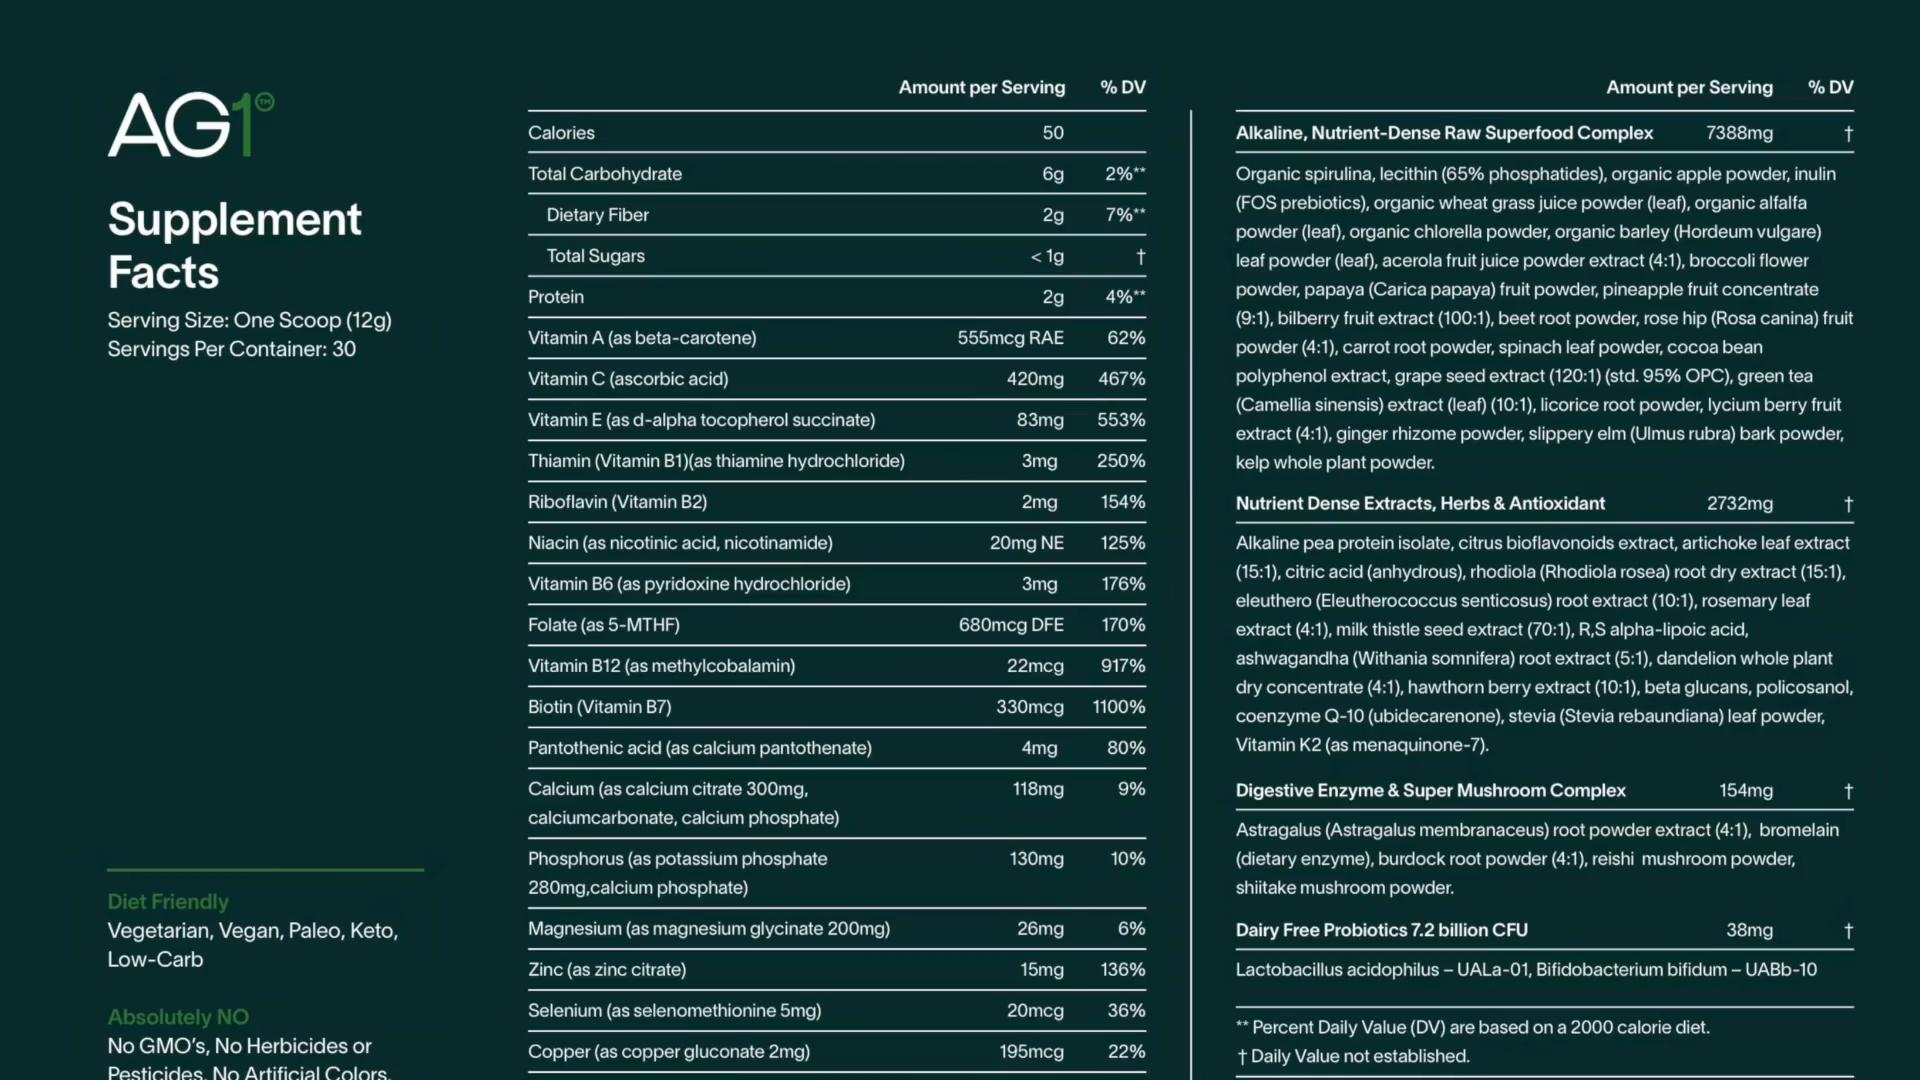 AG1™
Supplement
Facts
Serving Size: One Scoop (12g)
Servings Per Container: 30
Diet Friendly
Vegetarian, Vegan, Paleo, Keto,
Low-Carb
Absolutely NO
No GMO’s, No Herbicides or
Pesticides, No Artificial Colors,
Amount per Serving % DV
Calories 50
Total Carbohydrate 6g 2%**
Dietary Fiber 2g 7%**
Total Sugars < 1g †
Protein 2g 4%**
Vitamin A (as beta-carotene) 555mcg RAE 62%
Vitamin C (ascorbic acid) 420mg 467%
Vitamin E (as d-alpha tocopherol succinate) 83mg 553%
Thiamin (Vitamin B1)(as thiamine hydrochloride) 3mg 250%
Riboflavin (Vitamin B2) 2mg 154%
Niacin (as nicotinic acid, nicotinamide) 20mg NE 125%
Vitamin B6 (as pyridoxine hydrochloride) 3mg 176%
Folate (as 5-MTHF) 680mcg DFE 170%
Vitamin B12 (as methylcobalamin) 22mcg 917%
Biotin (Vitamin B7) 330mcg 1100%
Pantothenic acid (as calcium pantothenate) 4mg 80%
Calcium (as calcium citrate 300mg, 118mg 9%
calciumcarbonate, calcium phosphate)
Phosphorus (as potassium phosphate 130mg 10%
280mg,calcium phosphate)
Magnesium (as magnesium glycinate 200mg) 26mg 6%
Zinc (as zinc citrate) 15mg 136%
Selenium (as selenomethionine 5mg) 20mcg 36%
Copper (as copper gluconate 2mg) 195mcg 22%
Amount per Serving % DV
Alkaline, Nutrient-Dense Raw Superfood Complex 7388mg †
Organic spirulina, lecithin (65% phosphatides), organic apple powder, inulin
(FOS prebiotics), organic wheat grass juice powder (leaf), organic alfalfa
powder (leaf), organic chlorella powder, organic barley (Hordeum vulgare)
leaf powder (leaf), acerola fruit juice powder extract (4:1), broccoli flower
powder, papaya (Carica papaya) fruit powder, pineapple fruit concentrate
(9:1), bilberry fruit extract (100:1), beet root powder, rose hip (Rosa canina) fruit
powder (4:1), carrot root powder, spinach leaf powder, cocoa bean
polyphenol extract, grape seed extract (120:1) (std. 95% OPC), green tea
(Camellia sinensis) extract (leaf) (10:1), licorice root powder, lycium berry fruit
extract (4:1), ginger rhizome powder, slippery elm (Ulmus rubra) bark powder,
kelp whole plant powder.
Nutrient Dense Extracts, Herbs & Antioxidant 2732mg †
Alkaline pea protein isolate, citrus bioflavonoids extract, artichoke leaf extract
(15:1), citric acid (anhydrous), rhodiola (Rhodiola rosea) root dry extract (15:1),
eleuthero (Eleutherococcus senticosus) root extract (10:1), rosemary leaf
extract (4:1), milk thistle seed extract (70:1), R,S alpha-lipoic acid,
ashwagandha (Withania somnifera) root extract (5:1), dandelion whole plant
dry concentrate (4:1), hawthorn berry extract (10:1), beta glucans, policosanol,
coenzyme Q-10 (ubidecarenone), stevia (Stevia rebaundiana) leaf powder,
Vitamin K2 (as menaquinone-7).
Digestive Enzyme & Super Mushroom Complex 154mg †
Astragalus (Astragalus membranaceus) root powder extract (4:1), bromelain
(dietary enzyme), burdock root powder (4:1), reishi mushroom powder,
shiitake mushroom powder.
Dairy Free Probiotics 7.2 billion CFU 38mg †
Lactobacillus acidophilus – UALa-01, Bifidobacterium bifidum – UABb-10
** Percent Daily Value (DV) are based on a 2000 calorie diet.
† Daily Value not established.